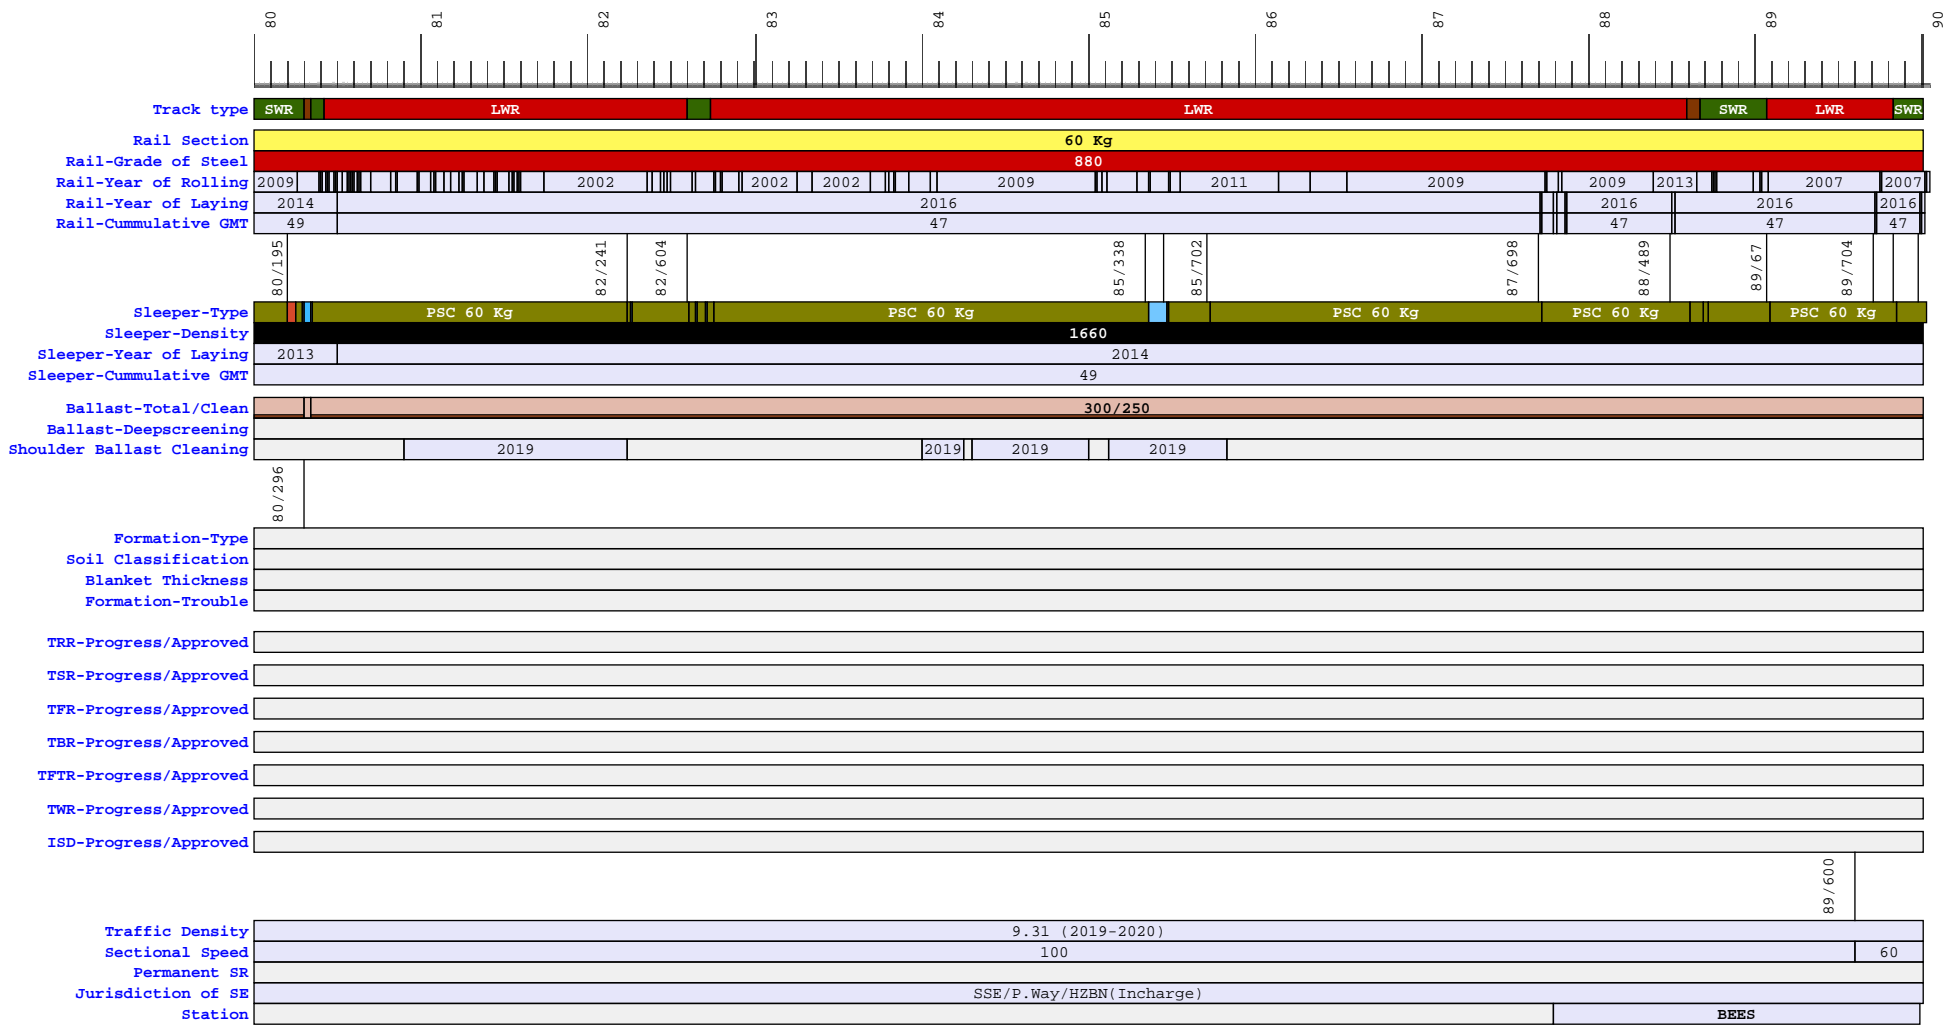 80 81 82 83 84 85 86 87 88 89 90
Track type SWR LWR LWR SWR LWR SWR
Rail Section 60 Kg
Rail-Grade of Steel 880
Rail-Year of Rolling 2009 2002 2002 2002 2009 2011 2009 2009 2013 2007 2007
Rail-Year of Laying 2014 2016 2016 2016 2016
Rail-Cummulative GMT 49 47 47 47 47
80/195 82/241 82/604 85/338 85/702 87/698 88/489 89/67 89/704
Sleeper-Type PSC 60 Kg PSC 60 Kg PSC 60 Kg PSC 60 Kg PSC 60 Kg
Sleeper-Density 1660
Sleeper-Year of Laying 2013 2014
Sleeper-Cummulative GMT 49
Ballast-Total/Clean 300/250
Ballast-Deepscreening
Shoulder Ballast Cleaning 2019 2019 2019 2019
80/296
Formation-Type
Soil Classification
Blanket Thickness
Formation-Trouble
TRR-Progress/Approved
TSR-Progress/Approved
TFR-Progress/Approved
TBR-Progress/Approved
TFTR-Progress/Approved
TWR-Progress/Approved
ISD-Progress/Approved
89/600
Traffic Density 9.31 (2019-2020)
Sectional Speed 100 60
Permanent SR
Jurisdiction of SE SSE/P.Way/HZBN(Incharge)
Station BEES